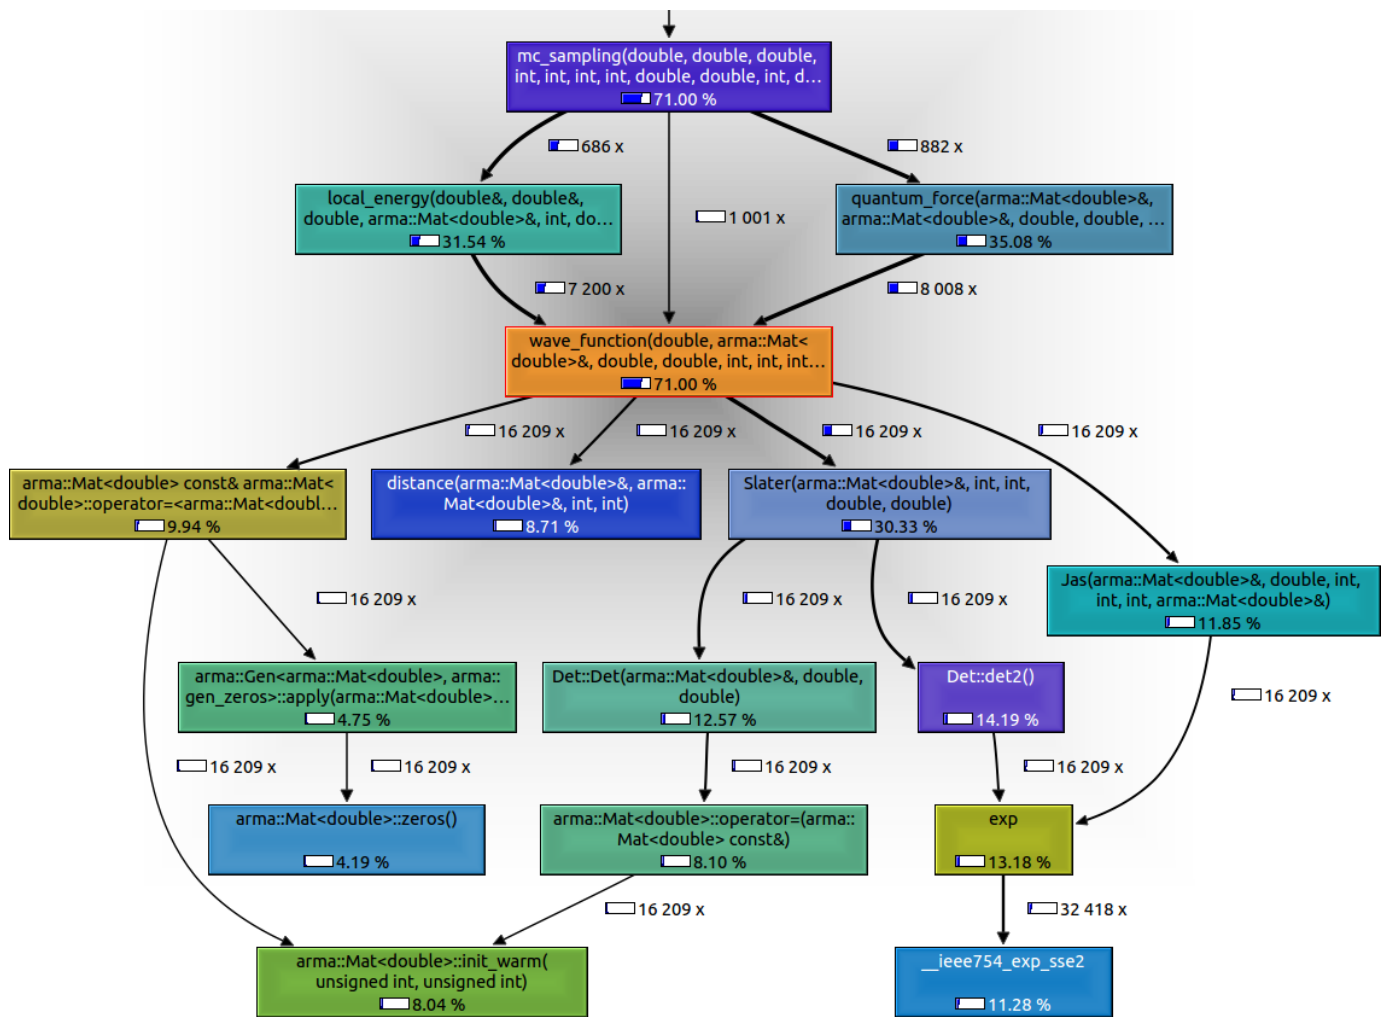 mc_sampling(double, double, double,
int, int, int, int, double, double, int, d...
71.00 %
686 x
882 x
local_energy(double&, double&,
double, arma::Mat<double>&, int, do...
31.54 %
1 001 x
quantum_force(arma::Mat<double>&,
arma::Mat<double>&, double, double, ...
35.08 %
7 200 x
8 008 x
wave_function(double, arma::Mat<
double>&, double, double, int, int, int...
71.00 %
16 209 x
16 209 x
16 209 x
16 209 x
arma::Mat<double> const& arma::Mat<
double>::operator=<arma::Mat<doubl...
9.94 %
distance(arma::Mat<double>&, arma::
Mat<double>&, int, int)
8.71 %
Slater(arma::Mat<double>&, int, int,
double, double)
30.33 %
Jas(arma::Mat<double>&, double, int,
int, int, arma::Mat<double>&)
11.85 %
16 209 x
16 209 x
16 209 x
arma::Gen<arma::Mat<double>, arma::
gen_zeros>::apply(arma::Mat<double>...
4.75 %
Det::Det(arma::Mat<double>&, double,
double)
12.57 %
Det::det2()
14.19 %
16 209 x
16 209 x
16 209 x
16 209 x
16 209 x
arma::Mat<double>::zeros()
4.19 %
arma::Mat<double>::operator=(arma::
Mat<double> const&)
8.10 %
exp
13.18 %
16 209 x
32 418 x
arma::Mat<double>::init_warm(
unsigned int, unsigned int)
8.04 %
__ieee754_exp_sse2
11.28 %